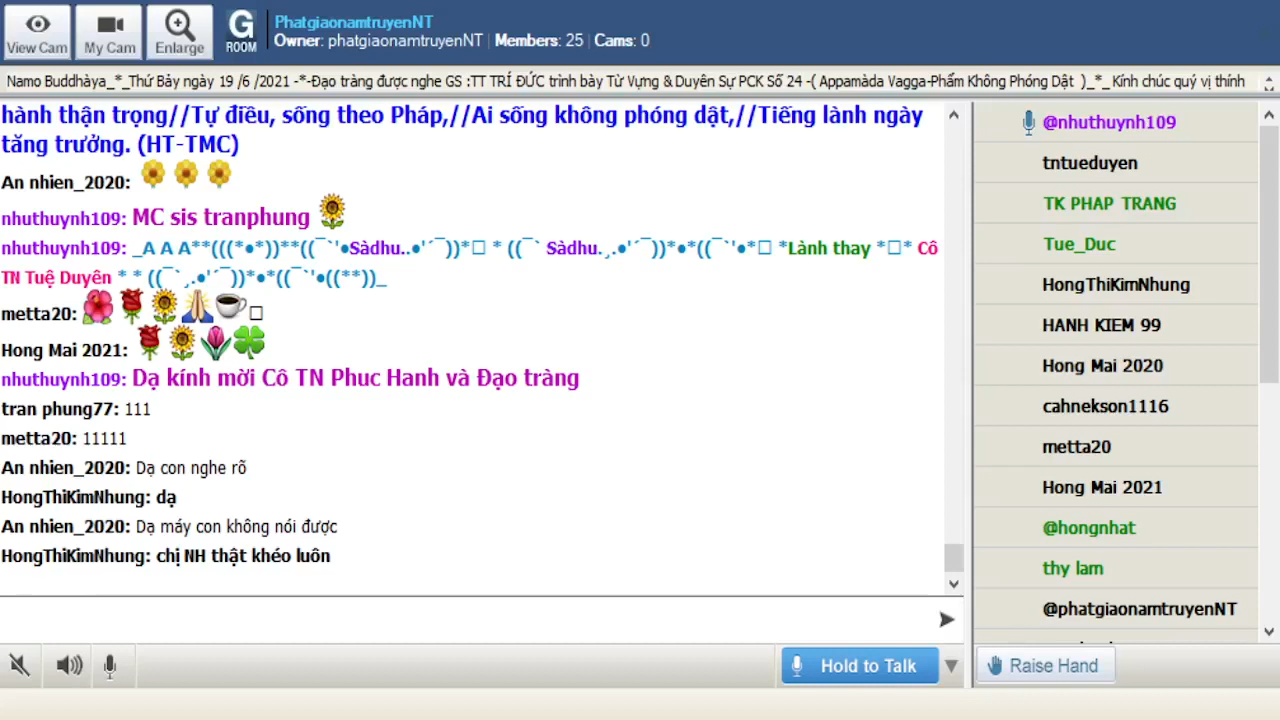 View Cam
My Cam
Enlarge
G
ROOM
PhatgiaonamtruyenNT
Owner: phatgiaonamtruyenNT | Members: 25 | Cams: 0
Namo Buddhàya_*_Thứ Bảy ngày 19 /6 /2021 -*-Đạo tràng được nghe GS :TT TRÍ ĐỨC trình bày Từ Vựng & Duyên Sự PCK Số 24 -( Appamàda Vagga-Phẩm Không Phóng Dật )_*_ Kính chúc quý vị thính
hành thận trọng//Tự điều, sống theo Pháp,//Ai sống không phóng dật,//Tiếng lành ngày
tăng trưởng. (HT-TMC)
An nhien_2020:
nhuthuynh109: MC sis tranphung
nhuthuynh109: _A A A**(((*●*))**((¯`'●Sàdhu..●'´¯))*□ * ((¯` Sàdhu.¸.●'´¯))*●*((¯`'●*□ *Lành thay *□* Cô
TN Tuệ Duyên * * ((¯`¸.●'´¯))*●*((¯`'●((**))_
metta20: □
Hong Mai 2021:
nhuthuynh109: Dạ kính mời Cô TN Phuc Hanh và Đạo tràng
tran phung77: 111
metta20: 11111
An nhien_2020: Dạ con nghe rõ
HongThiKimNhung: dạ
An nhien_2020: Dạ máy con không nói được
HongThiKimNhung: chị NH thật khéo luôn
Hold to Talk
@nhuthuynh109
tntueduyen
TK PHAP TRANG
Tue_Duc
HongThiKimNhung
HANH KIEM 99
Hong Mai 2020
cahnekson1116
metta20
Hong Mai 2021
@hongnhat
thy lam
@phatgiaonamtruyenNT
Raise Hand